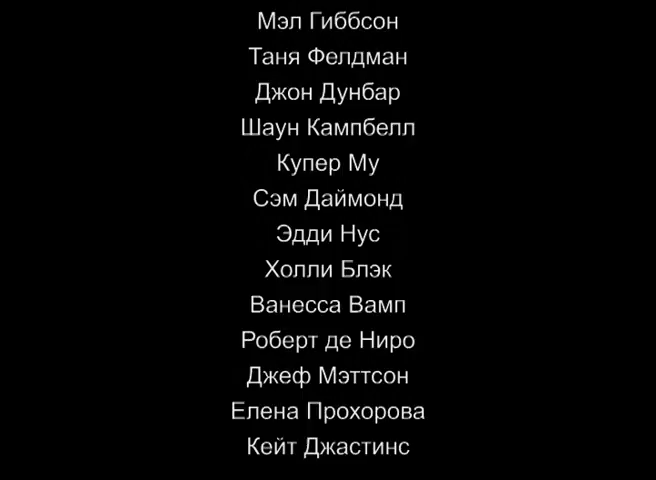 Мэл Гиббсон
Таня Фелдман
Джон Дунбар
Шаун Кампбелл
Купер Му
Сэм Даймонд
Эдди Нус
Холли Блэк
Ванесса Вамп
Роберт де Ниро
Джеф Мэттсон
Елена Прохорова
Кейт Джастинс